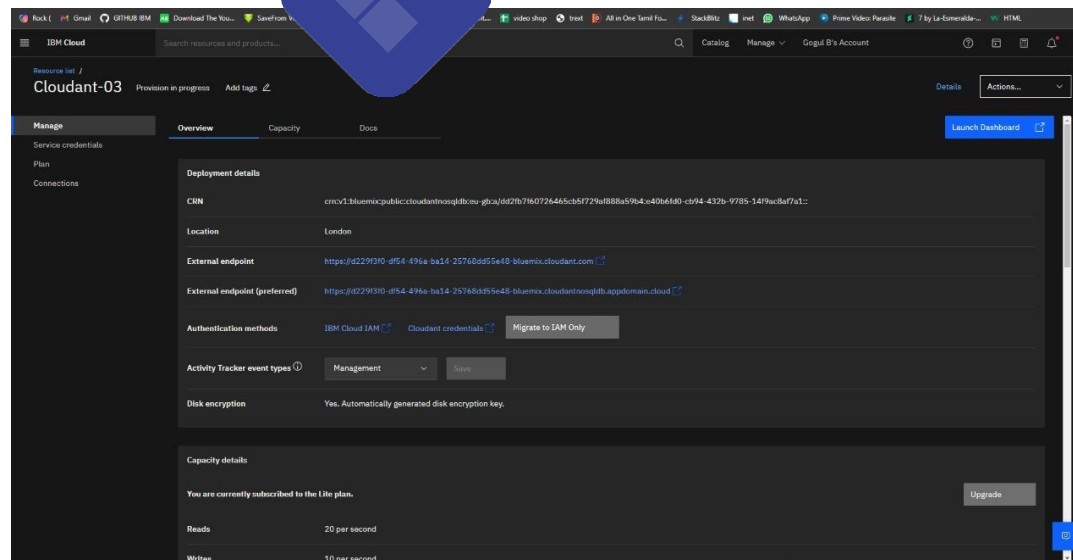 Rock ( Gmail GITHUB IBM Download The You... SaveFrom video shop trext All in One Tamil Fo... StackBlitz inet WhatsApp Prime Video: Parasite 7 by La-Esmeralda-... HTML
IBM Cloud Search resources and products... Catalog Manage Gogul B's Account
Resource list /
Cloudant-03 Provision in progress Add tags Details Actions...
Manage Overview Capacity Docs Launch Dashboard
Service credentials
Plan
Connections
Deployment details
CRN crn:v1:bluemix:public:cloudantnosqldb:eu-gb:a/dd2fb7f60726465cb5f729af888a59b4:e40b6fd0-cb94-432b-9785-14f9ac8af7a1::
Location London
External endpoint https://d229f3f0-df54-496a-ba14-25768dd55e48-bluemix.cloudant.com
External endpoint (preferred) https://d229f3f0-df54-496a-ba14-25768dd55e48-bluemix.cloudantnosqldb.appdomain.cloud
Authentication methods IBM Cloud IAM Cloudant credentials Migrate to IAM Only
Activity Tracker event types Management Save
Disk encryption Yes. Automatically generated disk encryption key.
Capacity details
You are currently subscribed to the Lite plan. Upgrade
Reads 20 per second
Writes 10 per second